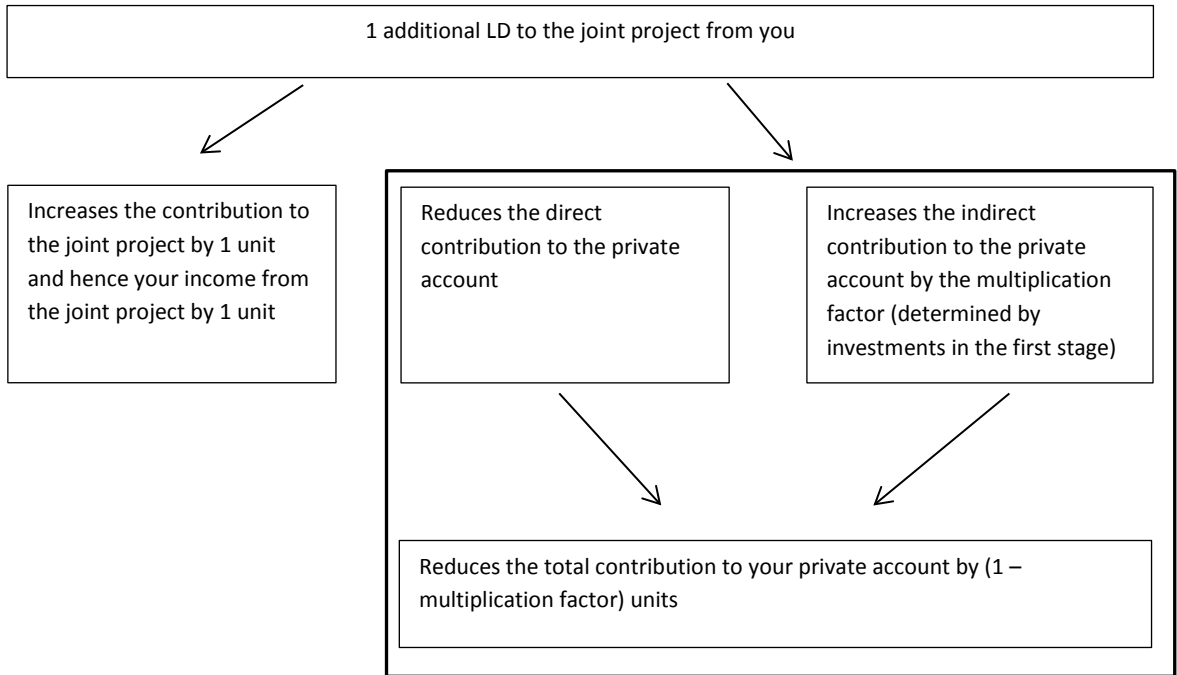 1 additional LD to the joint project from you
Increases the contribution to
the joint project by 1 unit
and hence your income from
the joint project by 1 unit
Reduces the direct
contribution to the private
account
Increases the indirect
contribution to the private
account by the multiplication
factor (determined by
investments in the first stage)
Reduces the total contribution to your private account by (1 –
multiplication factor) units